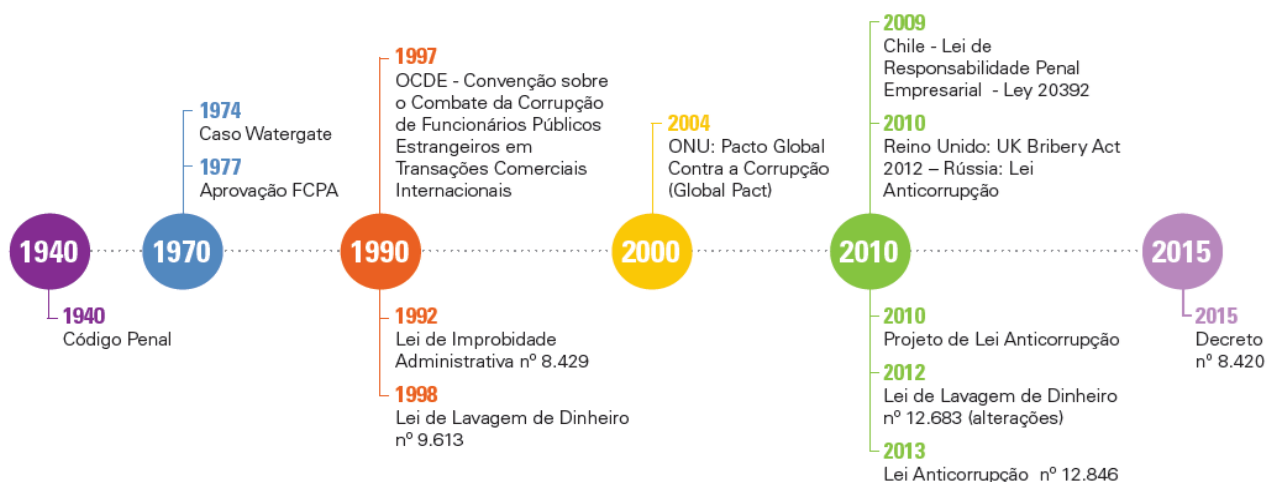 1940
1940
Código Penal
1974
Caso Watergate
1977
Aprovação FCPA
1970
1997
OCDE - Convenção sobre
o Combate da Corrupção
de Funcionários Públicos
Estrangeiros em
Transações Comerciais
Internacionais
1990
1992
Lei de Improbidade
Administrativa nº 8.429
1998
Lei de Lavagem de Dinheiro
nº 9.613
2004
ONU: Pacto Global
Contra a Corrupção
(Global Pact)
2000
2009
Chile - Lei de
Responsabilidade Penal
Empresarial - Ley 20392
2010
Reino Unido: UK Bribery Act
2012 – Rússia: Lei
Anticorrupção
2010
2010
Projeto de Lei Anticorrupção
2012
Lei de Lavagem de Dinheiro
nº 12.683 (alterações)
2013
Lei Anticorrupção nº 12.846
2015
2015
Decreto
nº 8.420